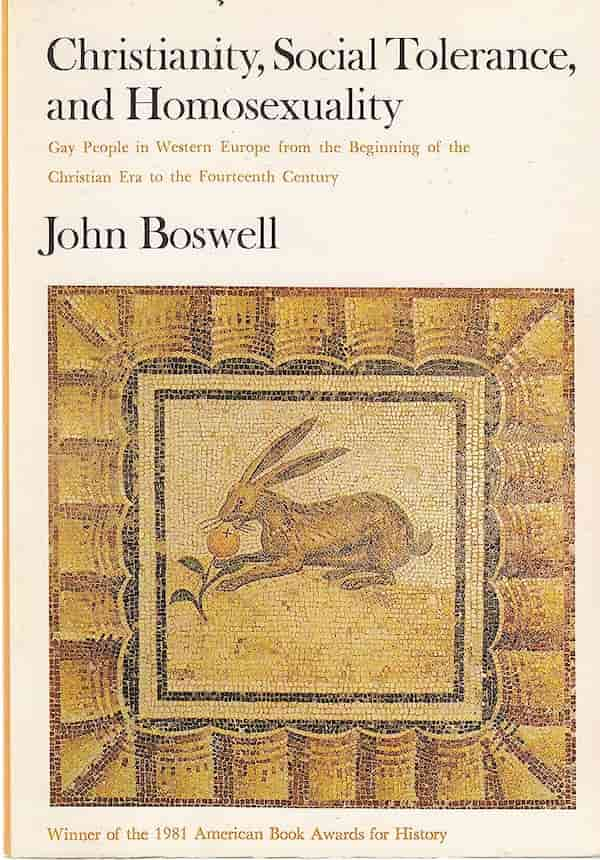 Christianity, Social Tolerance,
and Homosexuality
Gay People in Western Europe from the Beginning of the
Christian Era to the Fourteenth Century
John Boswell
Winner of the 1981 American Book Awards for History